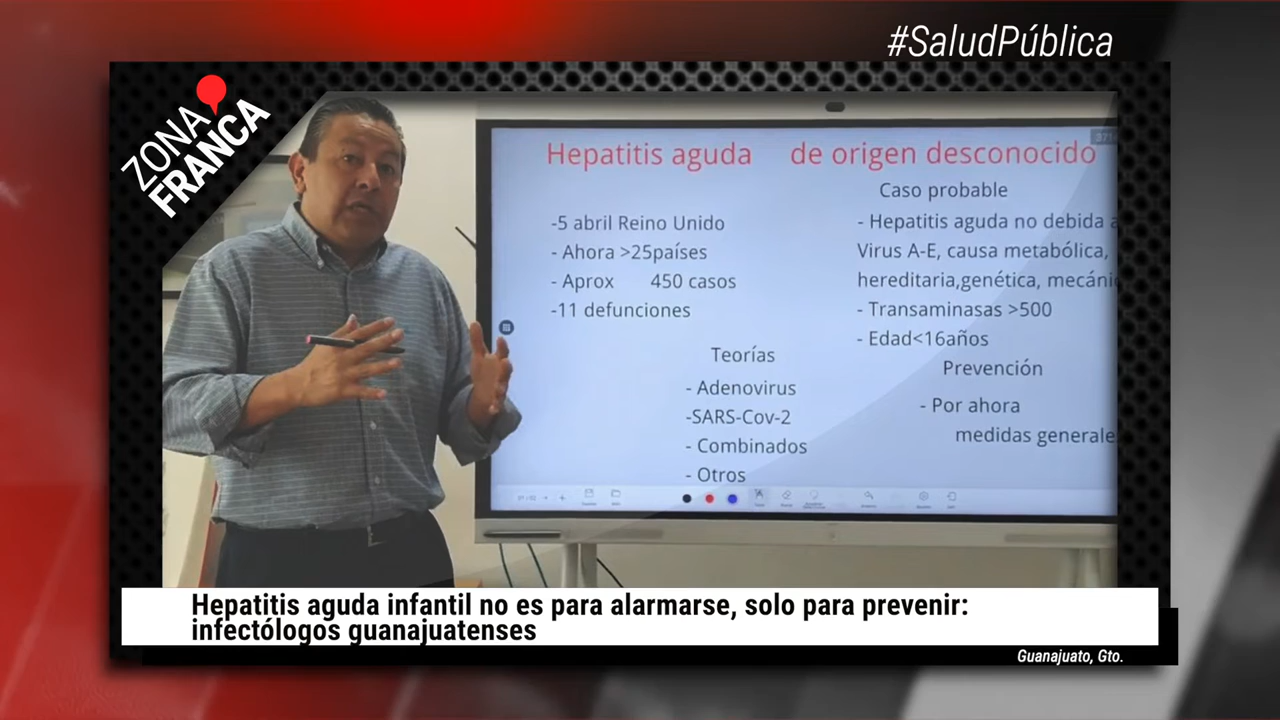 #SaludPública
ZONA
FRANCA
Hepatitis aguda de origen desconocido
-5 abril Reino Unido
- Ahora >25países
- Aprox 450 casos
-11 defunciones
Caso probable
- Hepatitis aguda no debida a
Virus A-E, causa metabólica,
hereditaria,genética, mecáni
- Transaminasas >500
- Edad<16años
Teorías
- Adenovirus
-SARS-Cov-2
- Combinados
- Otros
Prevención
- Por ahora
medidas generale
Hepatitis aguda infantil no es para alarmarse, solo para prevenir:
infectólogos guanajuatenses
Guanajuato, Gto.